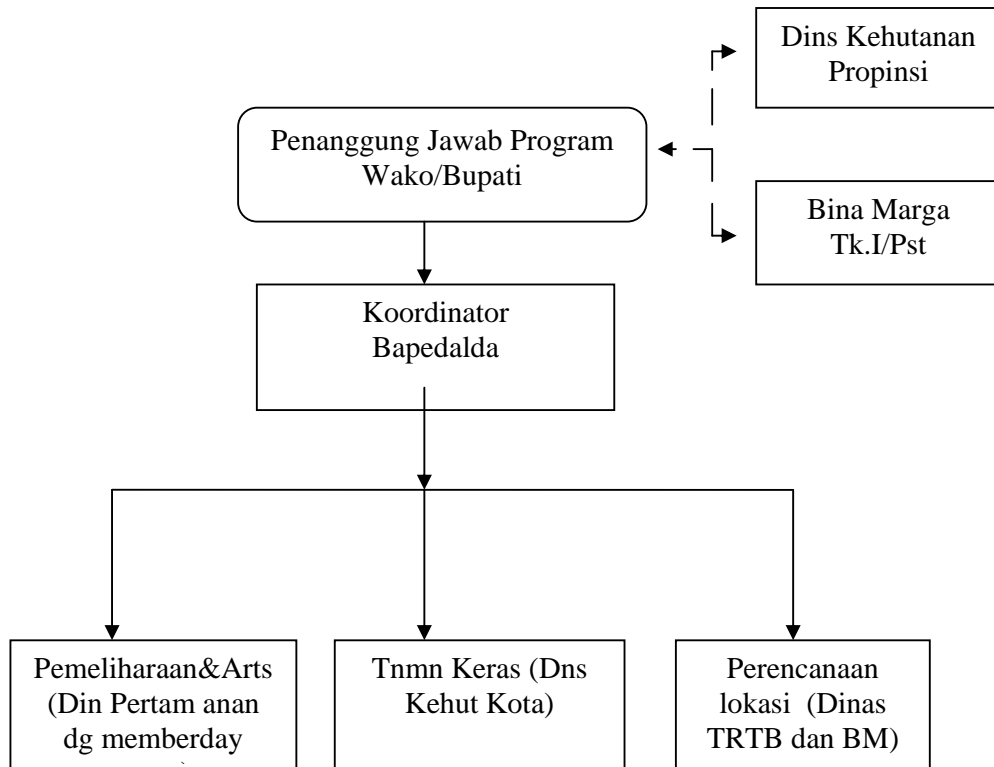 Dins Kehutanan
Propinsi
Penanggung Jawab Program
Wako/Bupati
Bina Marga
Tk.I/Pst
Koordinator
Bapedalda
Pemeliharaan&Arts
(Din Pertam anan
dg memberday
Tnmn Keras (Dns
Kehut Kota)
Perencanaan
lokasi  (Dinas
TRTB dan BM)